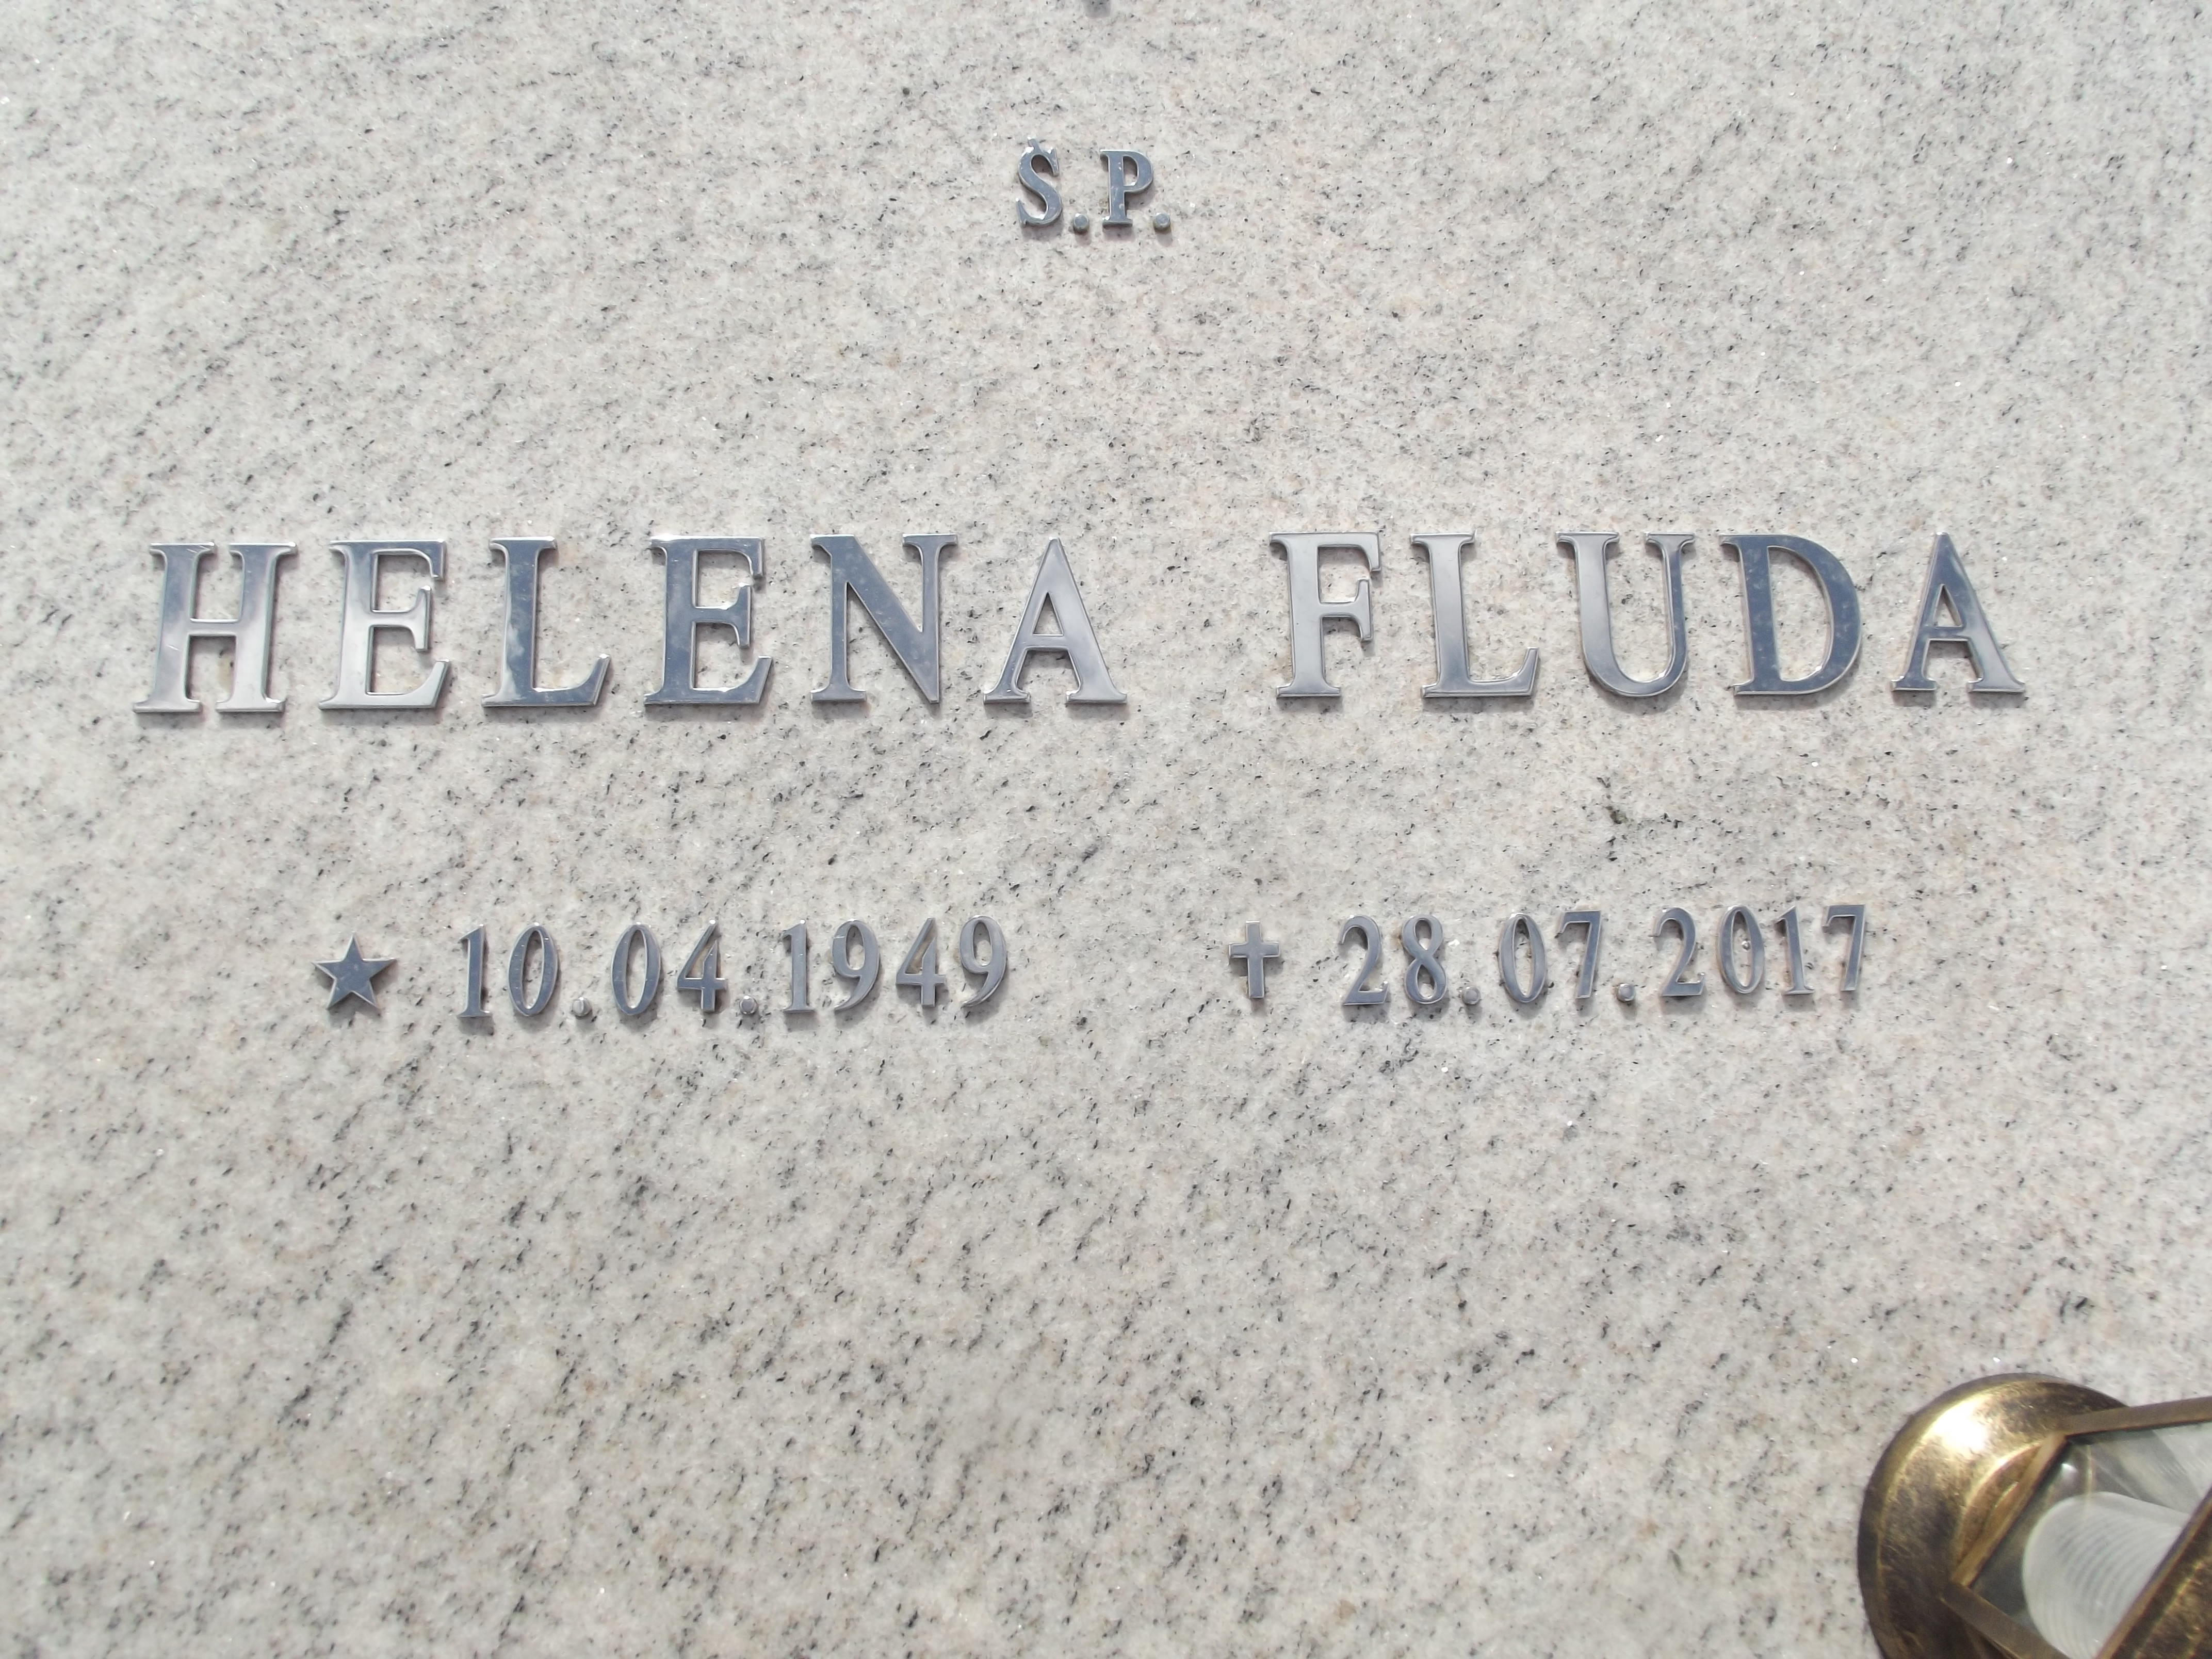 Ś.P.
HELENA FLUDA
★ 10.04.1949 ✝ 28.07.2017